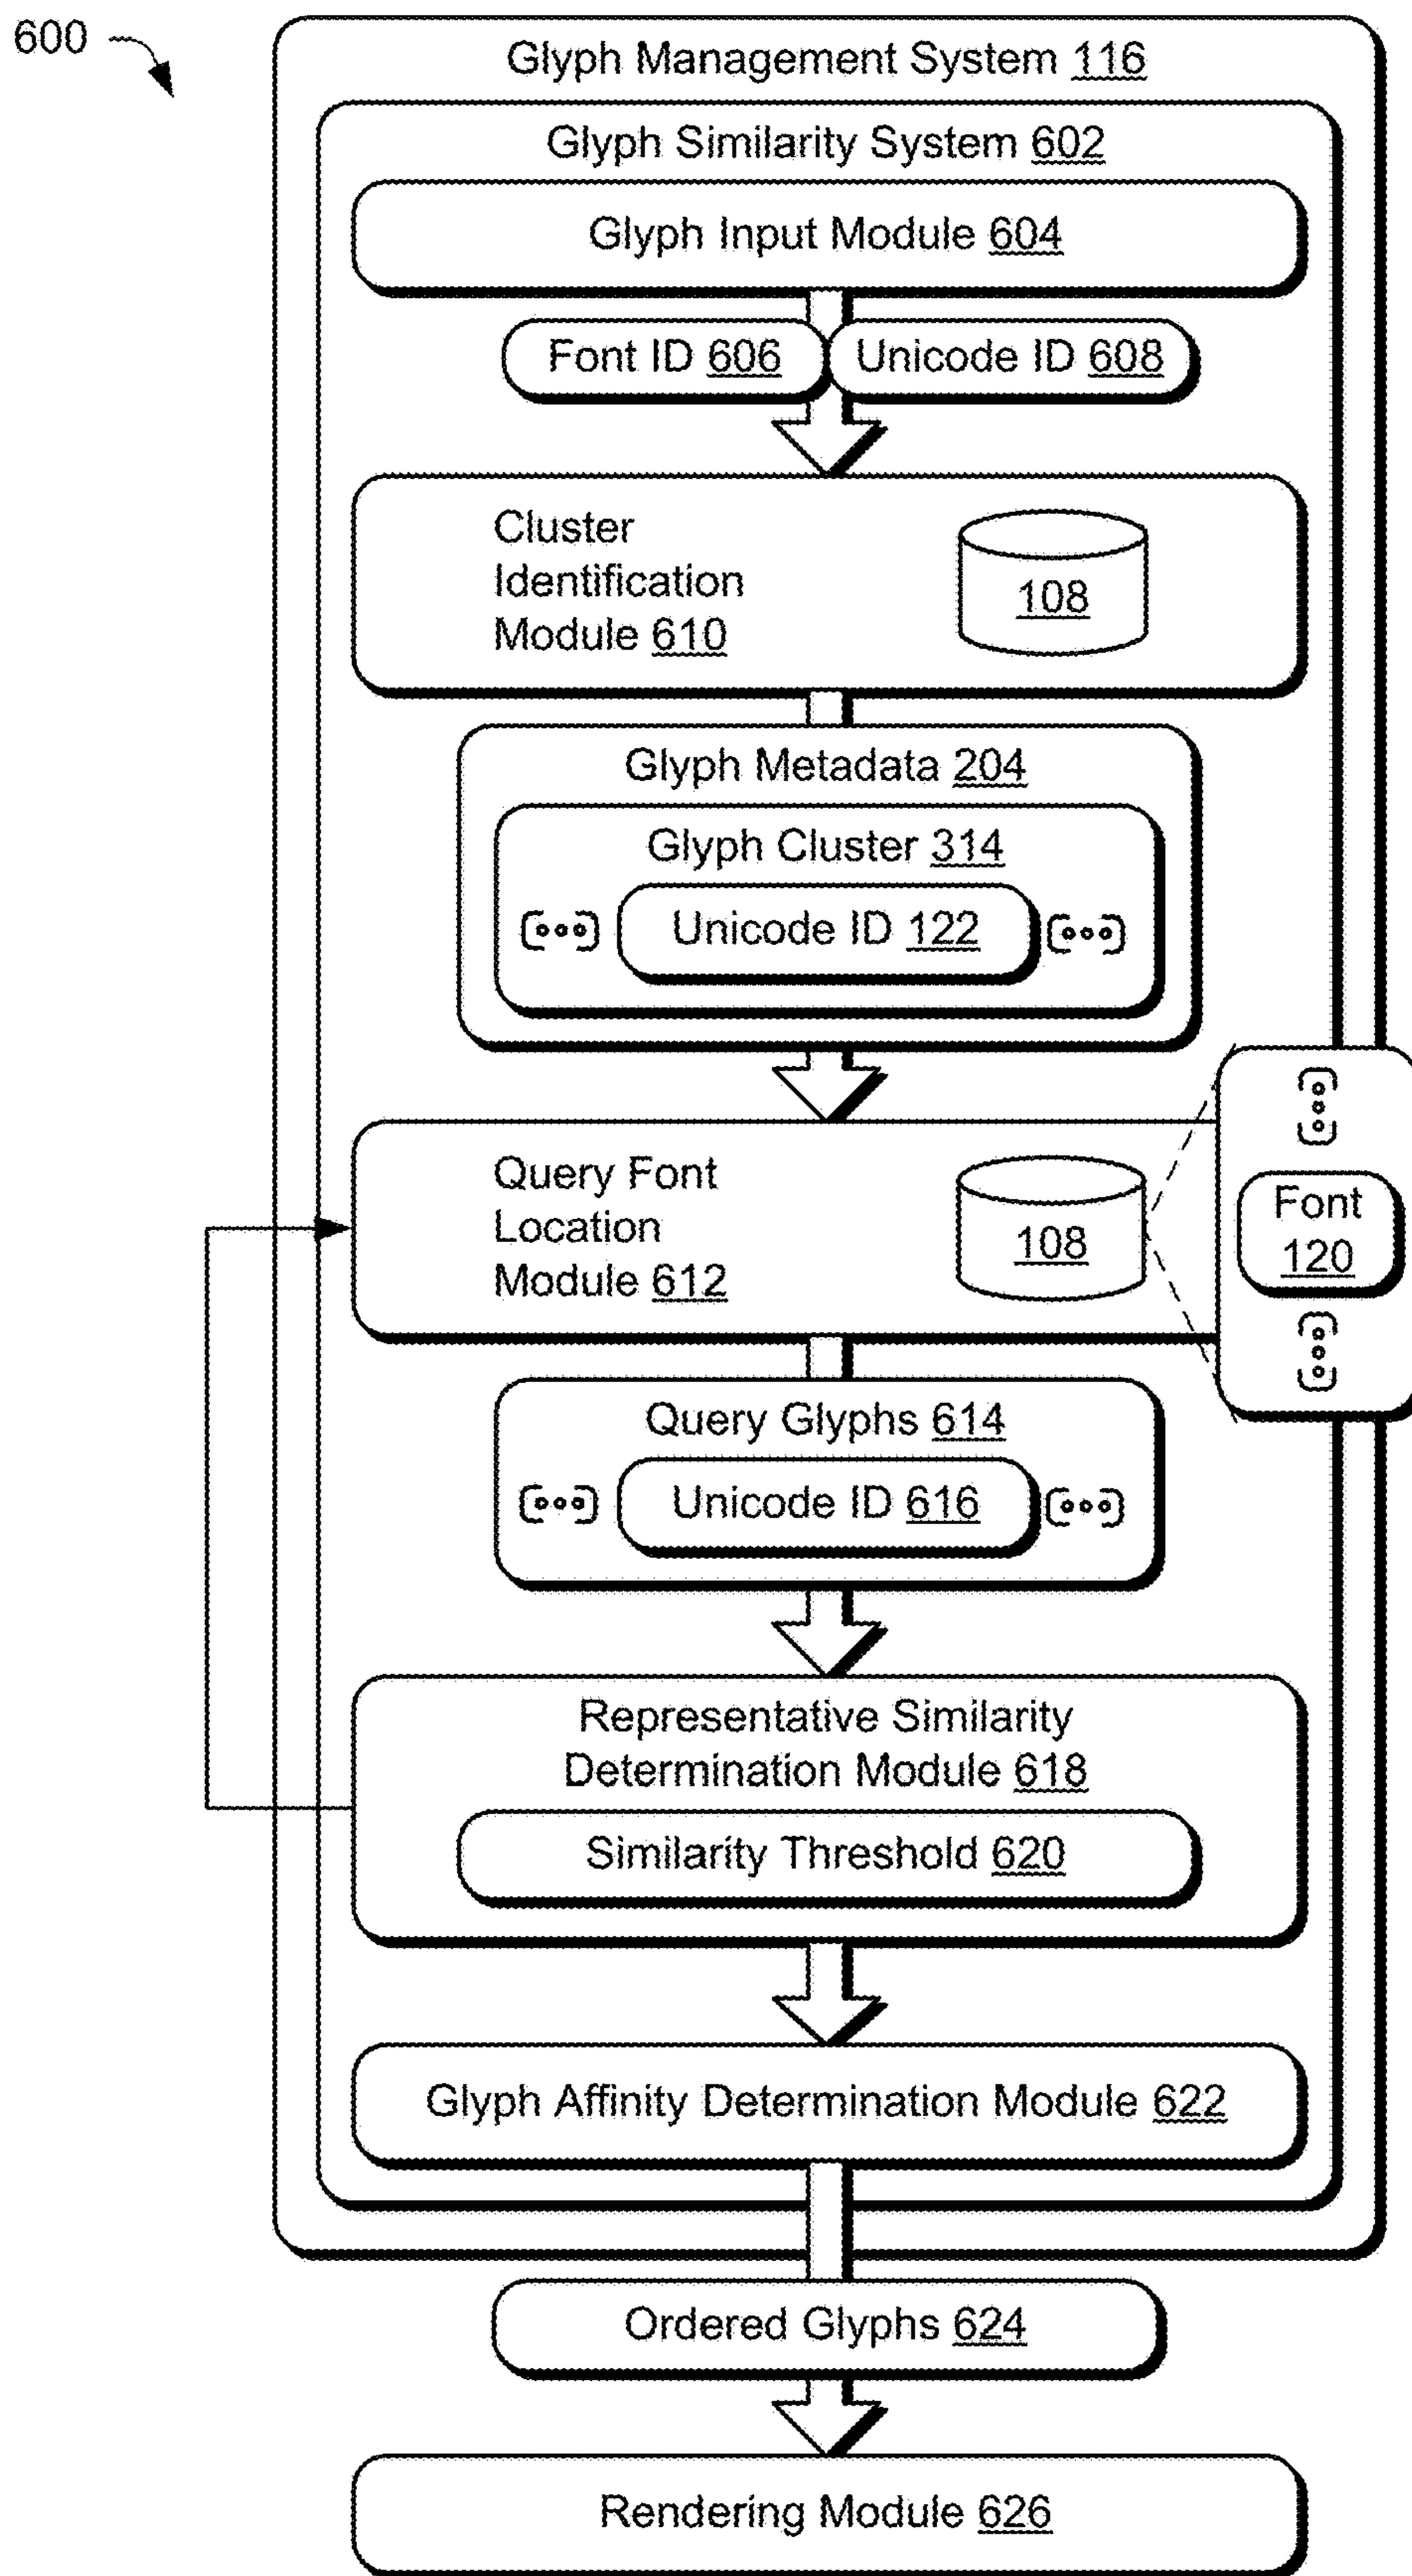 600
Glyph Management System 116
Glyph Similarity System 602
Glyph Input Module 604
Font ID 606
Unicode ID 608
Cluster
Identification
Module 610
108
Glyph Metadata 204
Glyph Cluster 314
Unicode ID 122
Query Font
Location
Module 612
108
Font
120
Query Glyphs 614
Unicode ID 616
Representative Similarity
Determination Module 618
Similarity Threshold 620
Glyph Affinity Determination Module 622
Ordered Glyphs 624
Rendering Module 626